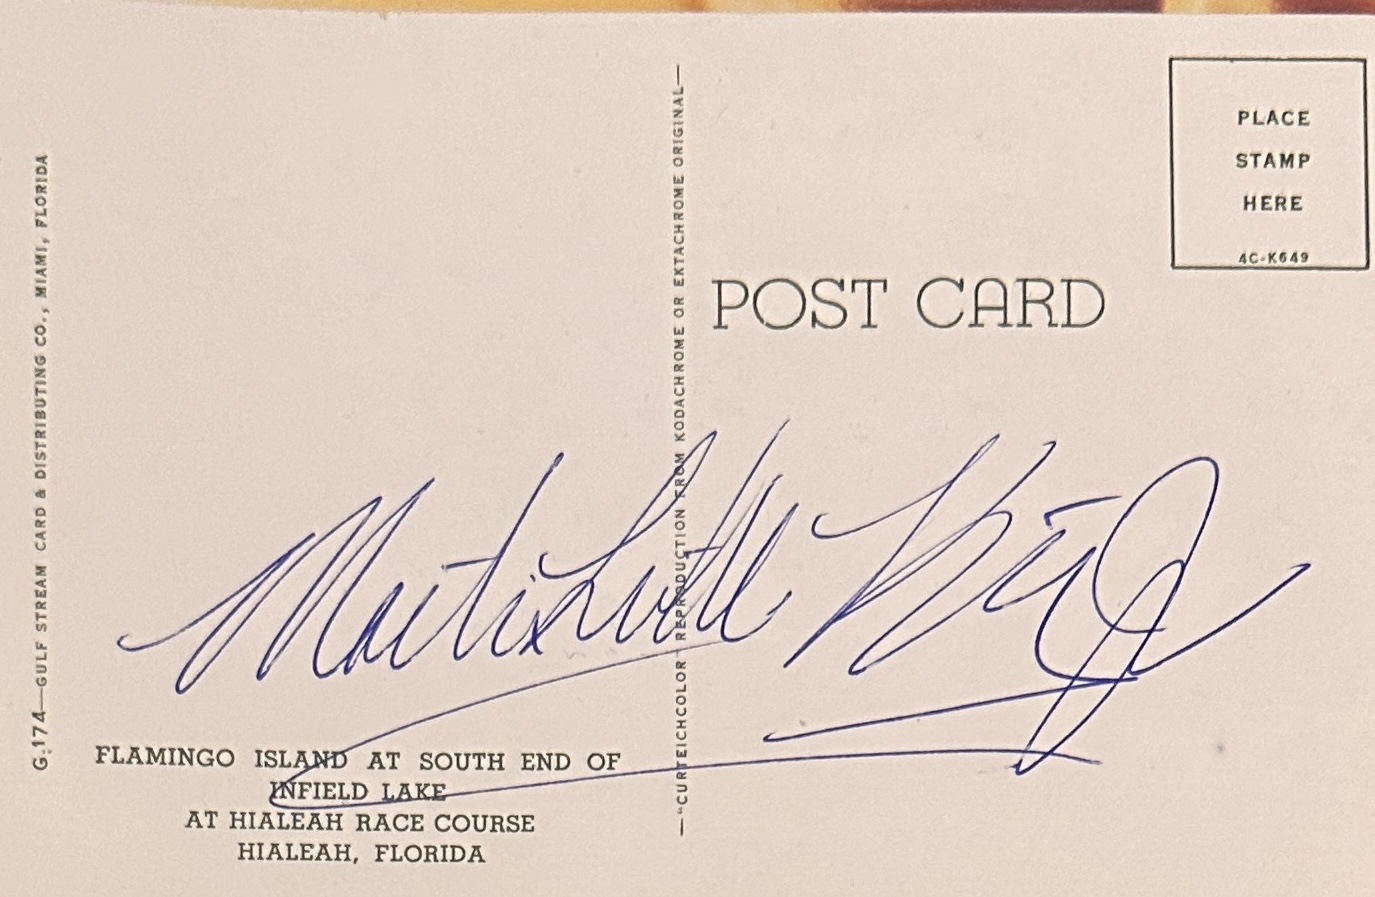 G.174—GULF STREAM CARD & DISTRIBUTING CO., MIAMI, FLORIDA
—"CURTEICHCOLOR" REPRODUCTION FROM KODACHROME OR EKTACHROME ORIGINAL—
PLACE
STAMP
HERE
4C-K649
POST CARD
Martin Luther King Jr
FLAMINGO ISLAND AT SOUTH END OF
INFIELD LAKE
AT HIALEAH RACE COURSE
HIALEAH, FLORIDA